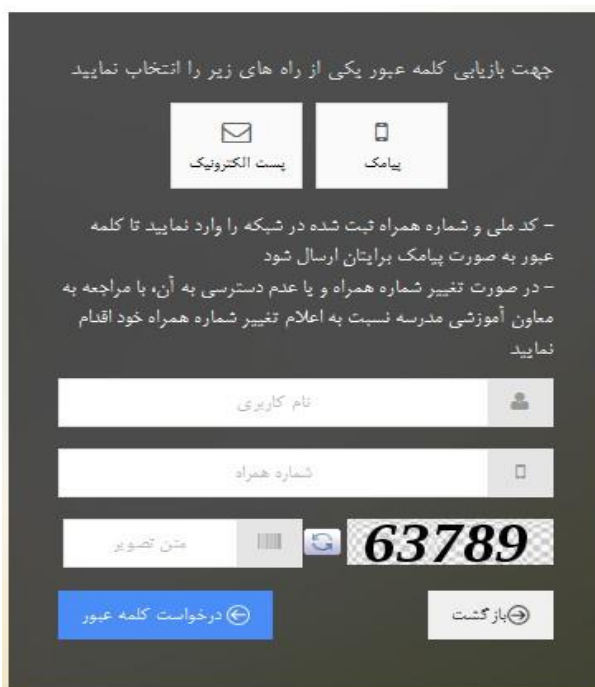 جهت بازیابی کلمه عبور یکی از راه های زیر را انتخاب نمایید
پیامک
پست الکترونیک
- کد ملی و شماره همراه ثبت شده در شبکه را وارد نمایید تا کلمه
عبور به صورت پیامک برایتان ارسال شود
- در صورت تغییر شماره همراه و یا عدم دسترسی به آن، با مراجعه به
معاون آموزشی مدرسه نسبت به اعلام تغییر شماره همراه خود اقدام
نمایید
نام کاربری
شماره همراه
63789
متن تصویر
بازگشت
درخواست کلمه عبور